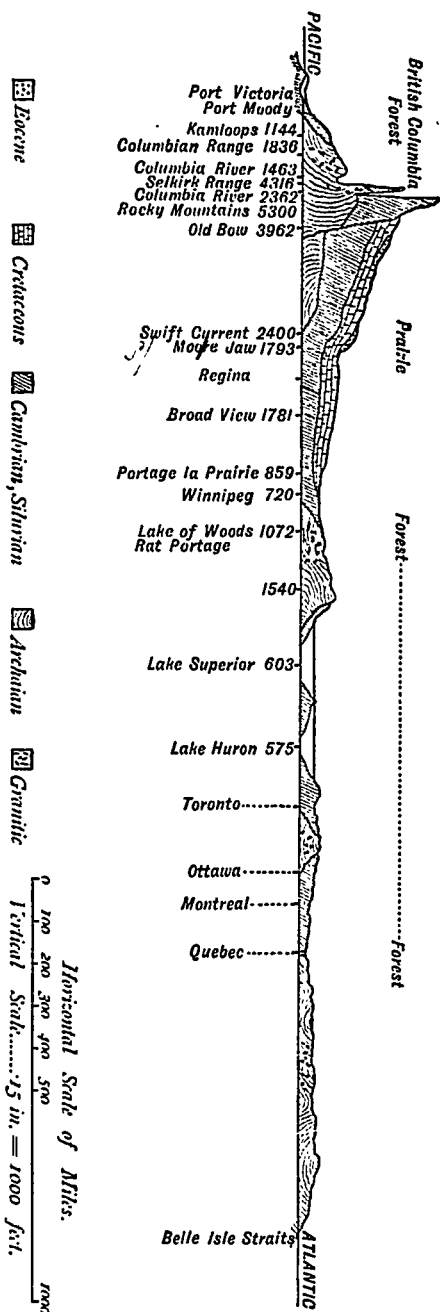 PACIFIC
British Columbia
Forest
Prairie
Forest
Forest
ATLANTIC
Port Victoria
Port Moody
Kamloops 1144
Columbian Range 1836
Columbia River 1463
Selkirk Range 4316
Columbia River 2362
Rocky Mountains 5300
Old Bow 3962
Swift Current 2400
Moore Jaw 1793
Regina
Broad View 1781
Portage la Prairie 859
Winnipeg 720
Lake of Woods 1072
Rat Portage
1540
Lake Superior 603
Lake Huron 575
Toronto
Ottawa
Montreal
Quebec
Belle Isle Straits
Eocene
Cretaceous
Cambrian, Silurian
Archaian
Granitic
0 100 200 300 400 500 1000
Horizontal Scale of Miles.
Vertical Scale......·15 in. = 1000 feet.